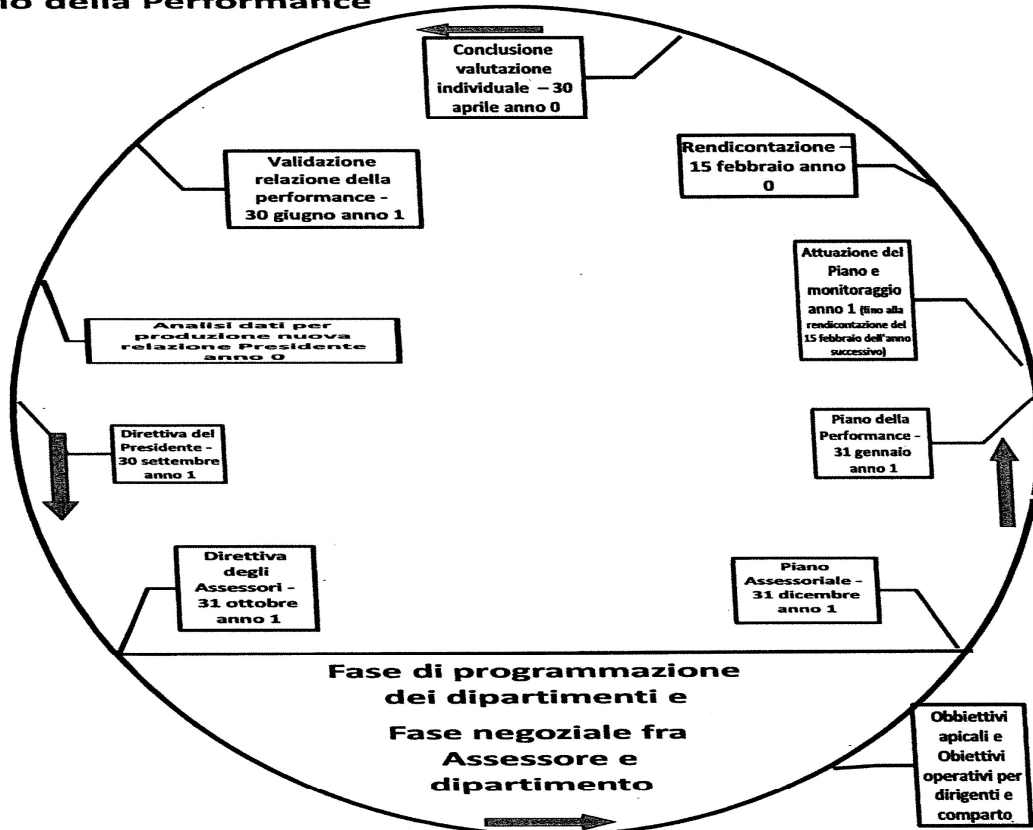 della Performance
Conclusione
valutazione
individuale – 30
aprile anno 0
Rendicontazione –
15 febbraio anno
0
Validazione
relazione della
performance -
30 giugno anno 1
Attuazione del
Piano e
monitoraggio
anno 1 (fino alla
rendicontazione del
15 febbraio dell'anno
successivo)
Analisi dati per
produzione nuova
relazione Presidente
anno 0
Piano della
Performance -
31 gennaio
anno 1
Direttiva del
Presidente -
30 settembre
anno 1
Direttiva
degli
Assessori -
31 ottobre
anno 1
Piano
Assessoriale -
31 dicembre
anno 1
Fase di programmazione
dei dipartimenti e
Fase negoziale fra
Assessore e
dipartimento
Obbiettivi
apicali e
Obiettivi
operativi per
dirigenti e
comparto